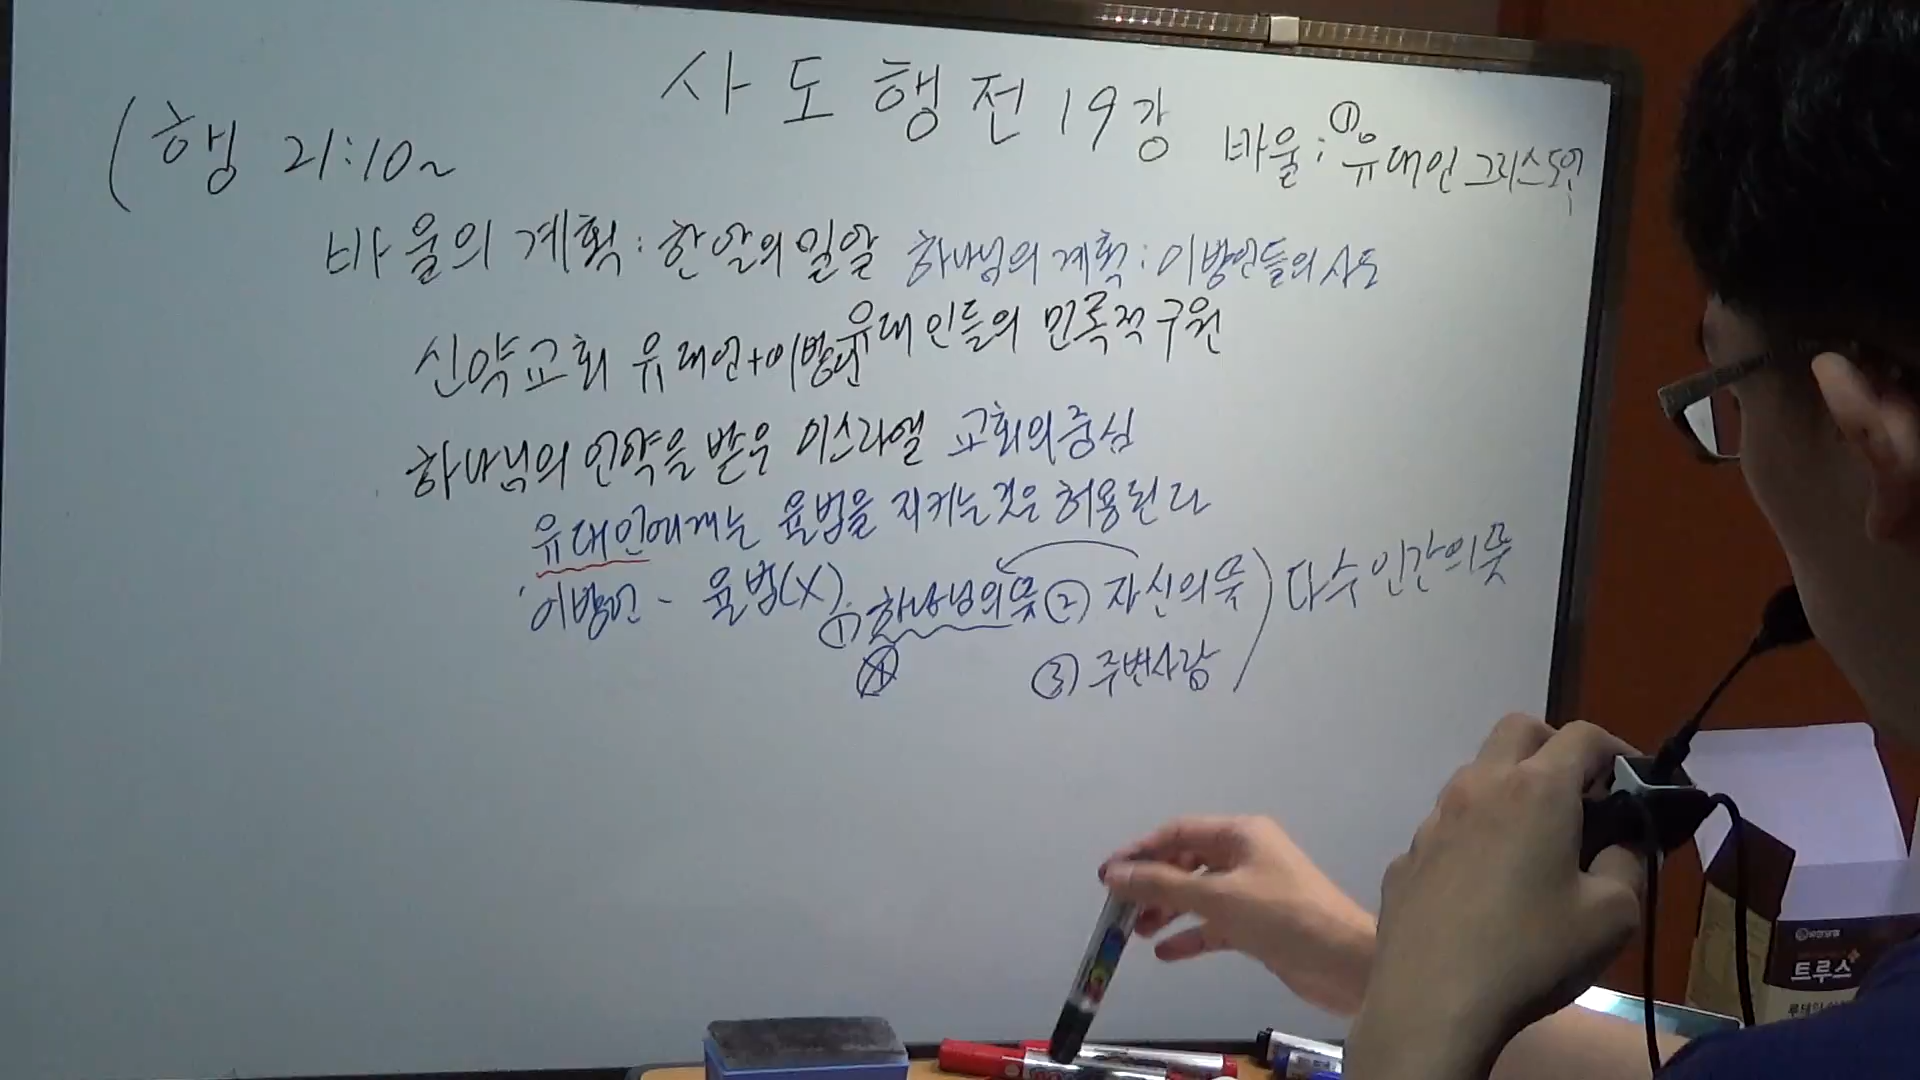 사도행전 19강
(행 21:10~
바울: ① 유대인 그리스도인
바울의 계획: 한알의 밀알 하나님의 계획: 이방인들의 사도
신약교회 유대인+이방인 유대인들의 민족적 구원
하나님의 언약을 받은 이스라엘 교회의 중심
유대인에게는 율법을 지키는것은 허용된다
이방인 - 율법(X) ① 하나님의 뜻 ② 자신의 뜻) 다수 인간의 뜻
③ 주변사람
트루스